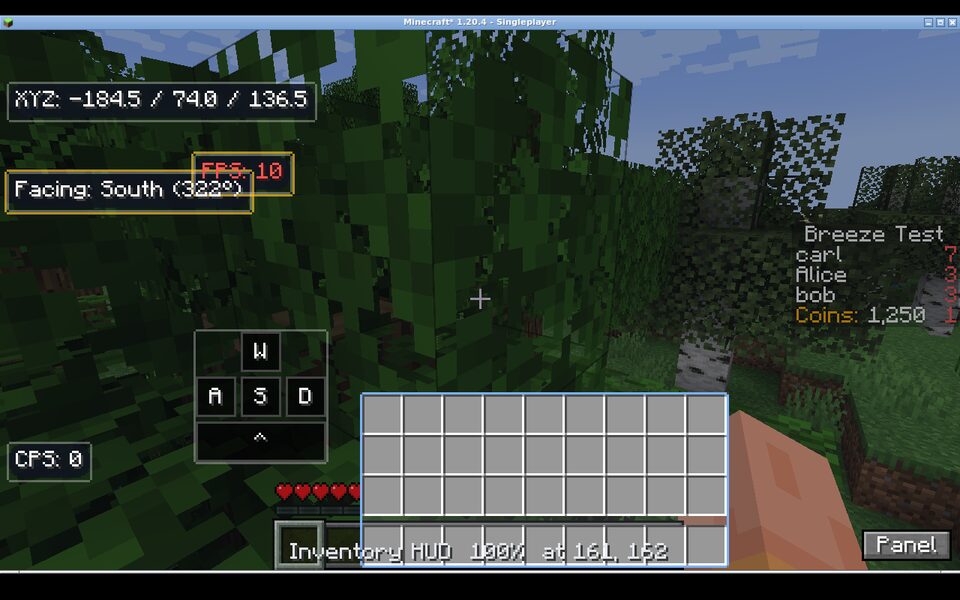 Minecraft* 1.20.4 - Singleplayer
XYZ: -184.5 / 74.0 / 136.5
FPS: 10
Facing: South (322°)
Breeze Test
carl 7
Alice 3
bob 3
Coins: 1,250 1
W
A S D
^
CPS: 0
Inventory HUD 100% at 161, 162
Panel